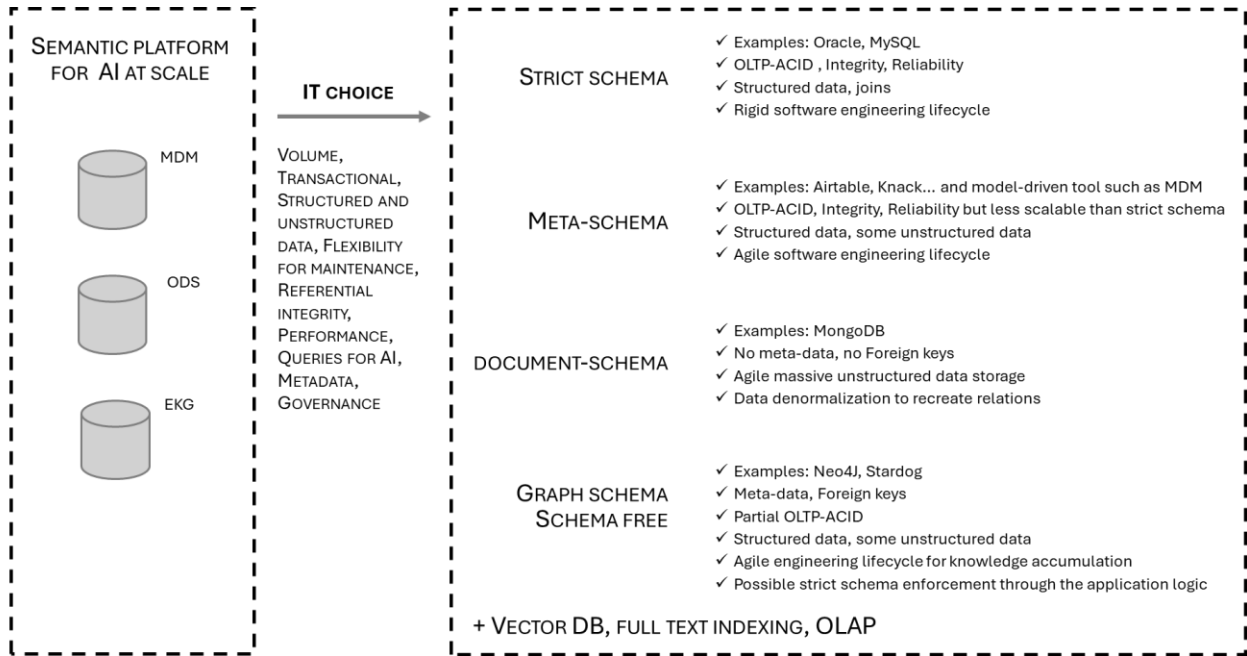 SEMANTIC PLATFORM
FOR AI AT SCALE
MDM
ODS
EKG
IT CHOICE
VOLUME,
TRANSACTIONAL,
STRUCTURED AND
UNSTRUCTURED
DATA, FLEXIBILITY
FOR MAINTENANCE,
REFERENTIAL
INTEGRITY,
PERFORMANCE,
QUERIES FOR AI,
METADATA,
GOVERNANCE
STRICT SCHEMA
✓ Examples: Oracle, MySQL
✓ OLTP-ACID , Integrity, Reliability
✓ Structured data, joins
✓ Rigid software engineering lifecycle
META-SCHEMA
✓ Examples: Airtable, Knack... and model-driven tool such as MDM
✓ OLTP-ACID, Integrity, Reliability but less scalable than strict schema
✓ Structured data, some unstructured data
✓ Agile software engineering lifecycle
DOCUMENT-SCHEMA
✓ Examples: MongoDB
✓ No meta-data, no Foreign keys
✓ Agile massive unstructured data storage
✓ Data denormalization to recreate relations
GRAPH SCHEMA
SCHEMA FREE
✓ Examples: Neo4J, Stardog
✓ Meta-data, Foreign keys
✓ Partial OLTP-ACID
✓ Structured data, some unstructured data
✓ Agile engineering lifecycle for knowledge accumulation
✓ Possible strict schema enforcement through the application logic
+ VECTOR DB, FULL TEXT INDEXING, OLAP